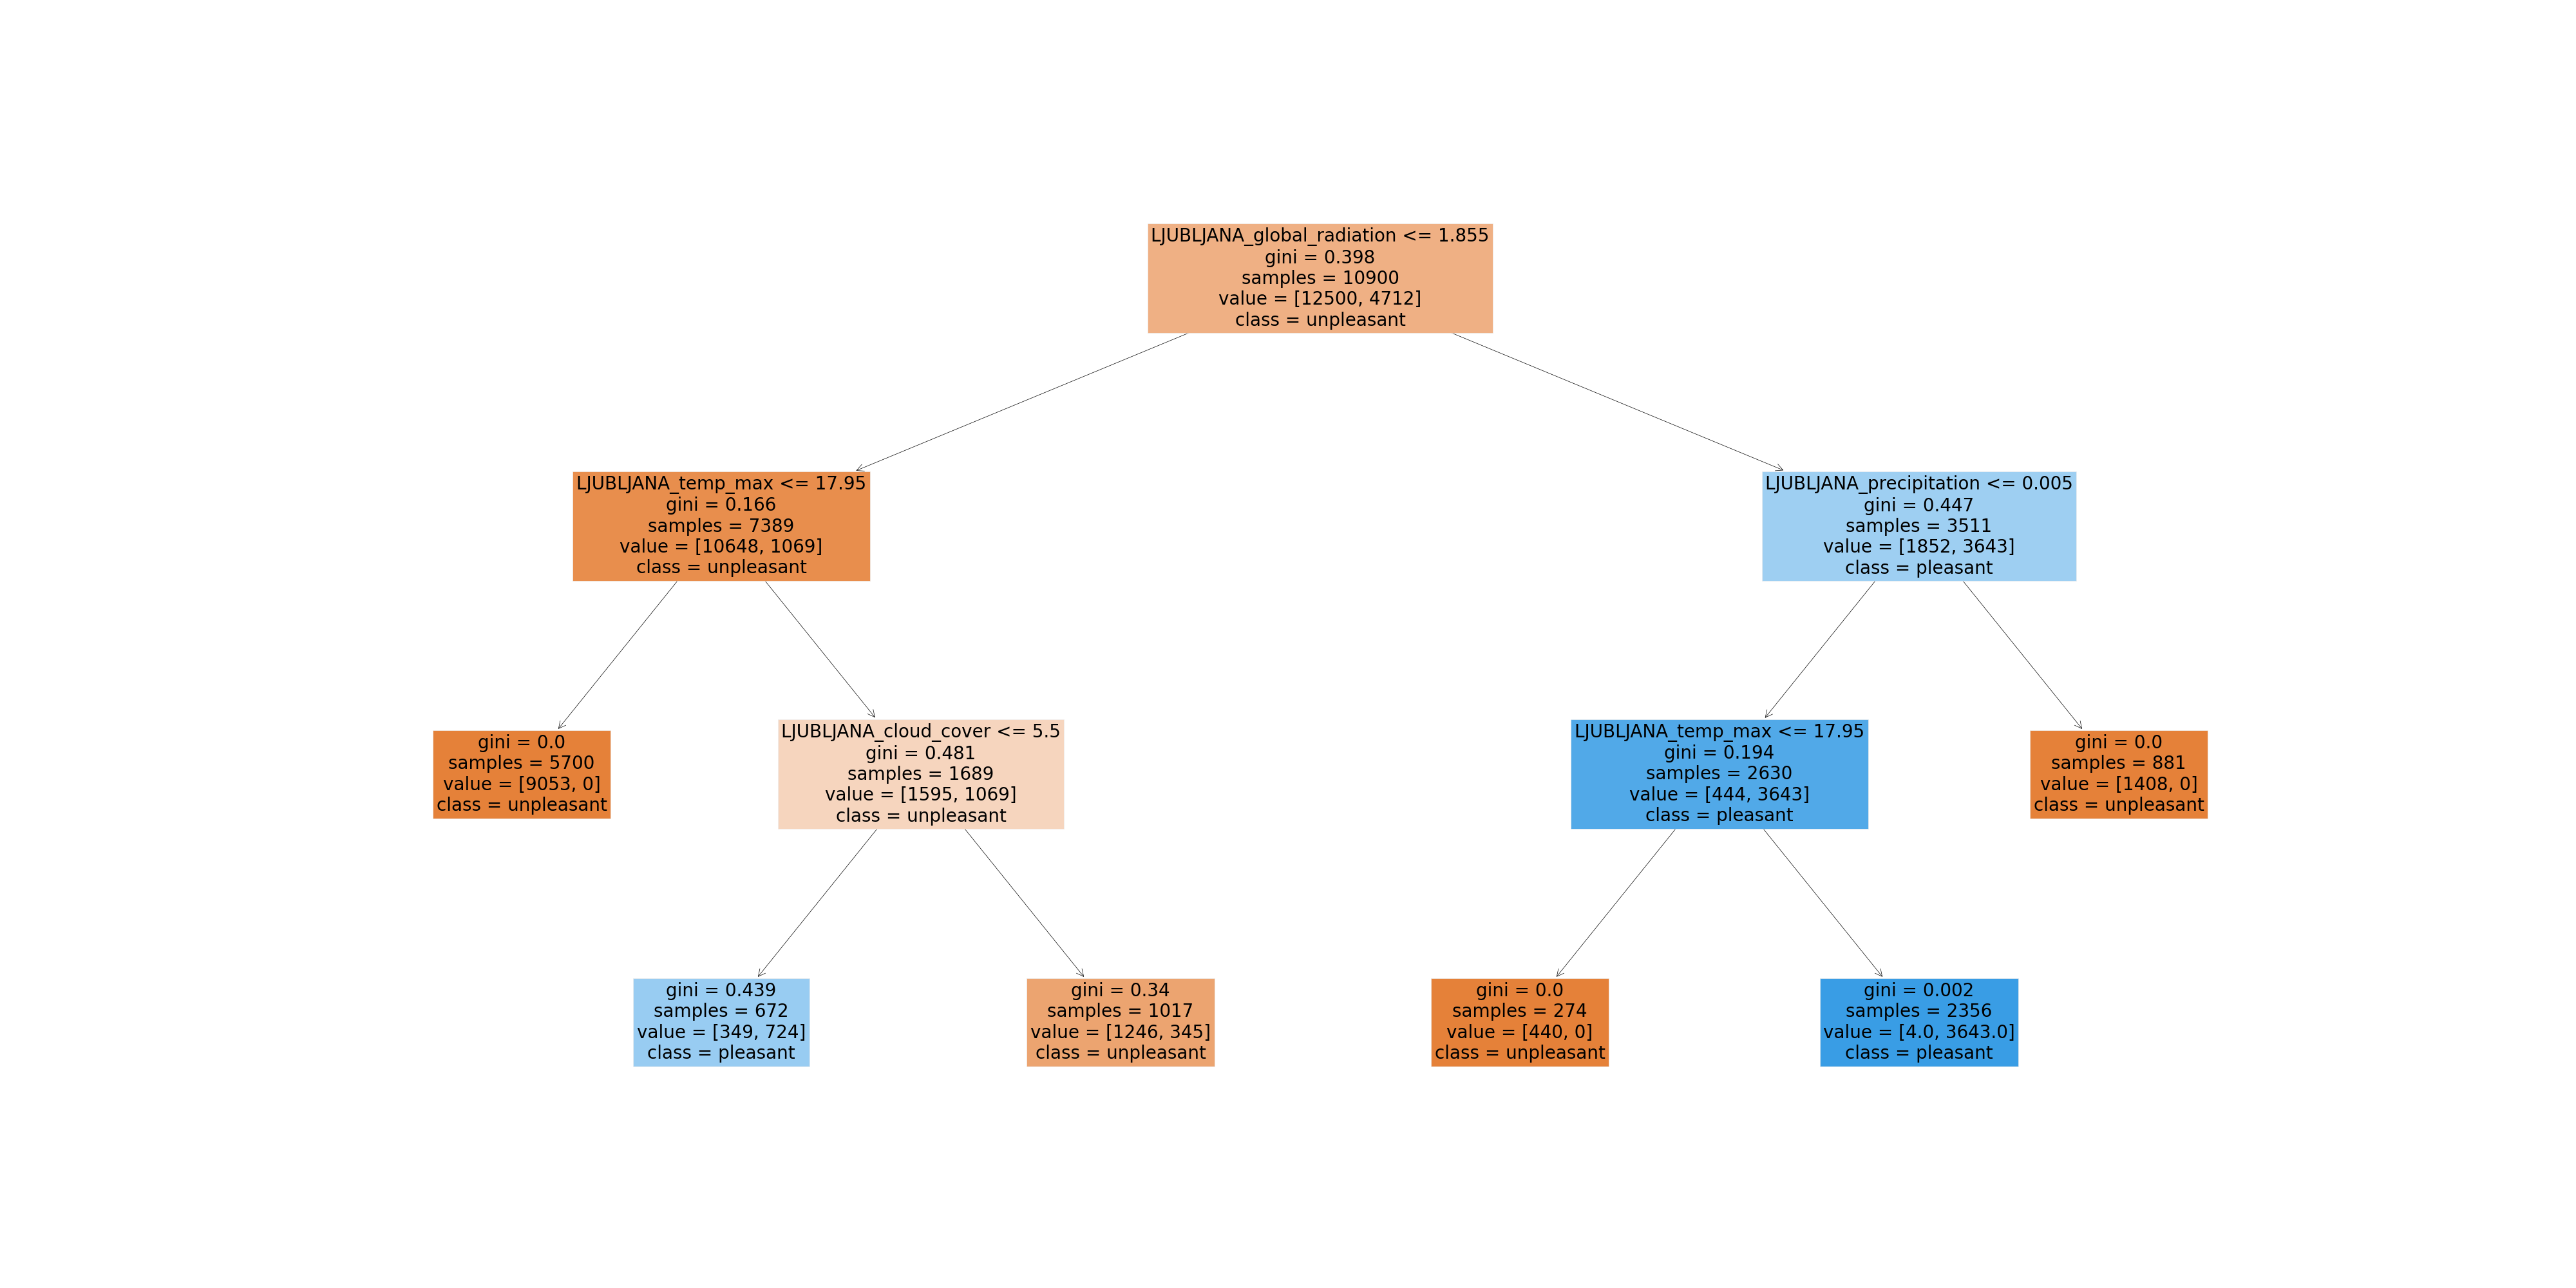 LJUBLJANA_global_radiation <= 1.855
gini = 0.398
samples = 10900
value = [12500, 4712]
class = unpleasant
LJUBLJANA_temp_max <= 17.95
gini = 0.166
samples = 7389
value = [10648, 1069]
class = unpleasant
LJUBLJANA_precipitation <= 0.005
gini = 0.447
samples = 3511
value = [1852, 3643]
class = pleasant
gini = 0.0
samples = 5700
value = [9053, 0]
class = unpleasant
LJUBLJANA_cloud_cover <= 5.5
gini = 0.481
samples = 1689
value = [1595, 1069]
class = unpleasant
LJUBLJANA_temp_max <= 17.95
gini = 0.194
samples = 2630
value = [444, 3643]
class = pleasant
gini = 0.0
samples = 881
value = [1408, 0]
class = unpleasant
gini = 0.439
samples = 672
value = [349, 724]
class = pleasant
gini = 0.34
samples = 1017
value = [1246, 345]
class = unpleasant
gini = 0.0
samples = 274
value = [440, 0]
class = unpleasant
gini = 0.002
samples = 2356
value = [4.0, 3643.0]
class = pleasant